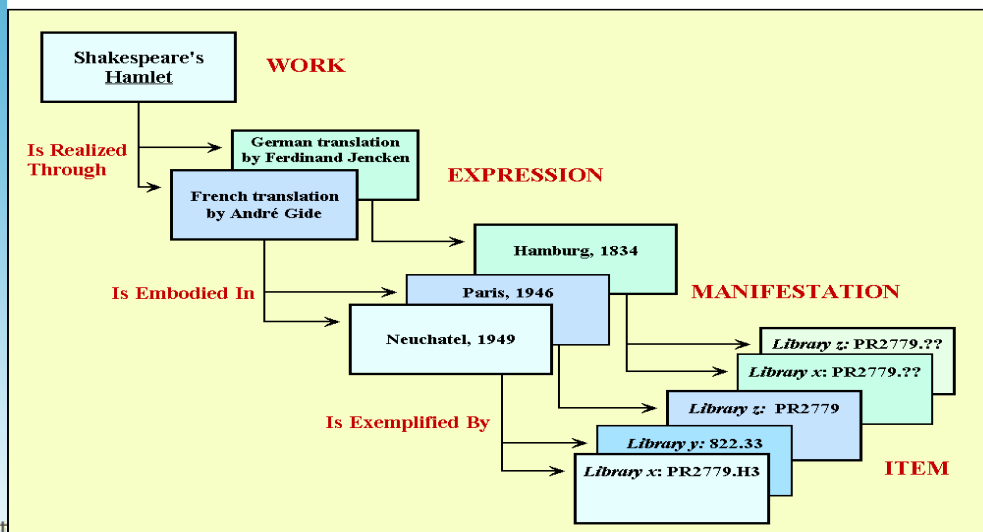 Shakespeare's
Hamlet
WORK
Is Realized
Through
German translation
by Ferdinand Jencken
EXPRESSION
French translation
by André Gide
Hamburg, 1834
Is Embodied In
Paris, 1946
MANIFESTATION
Neuchatel, 1949
Library z: PR2779.??
Library x: PR2779.??
Library z: PR2779
Is Exemplified By
Library y: 822.33
ITEM
Library x: PR2779.H3
t